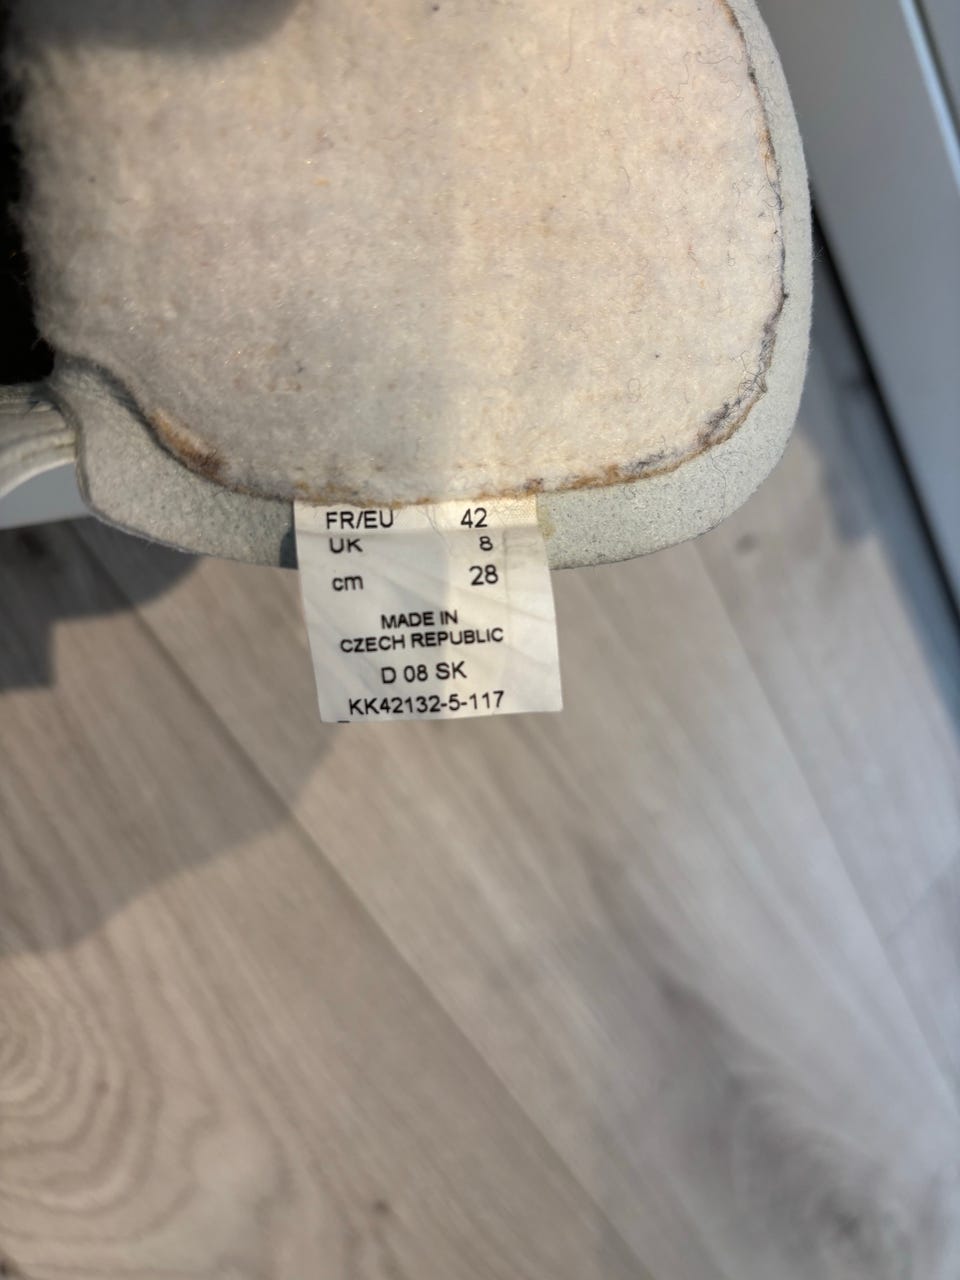 FR/EU 42
UK 8
cm 28
MADE IN
CZECH REPUBLIC
D 08 SK
KK42132-5-117